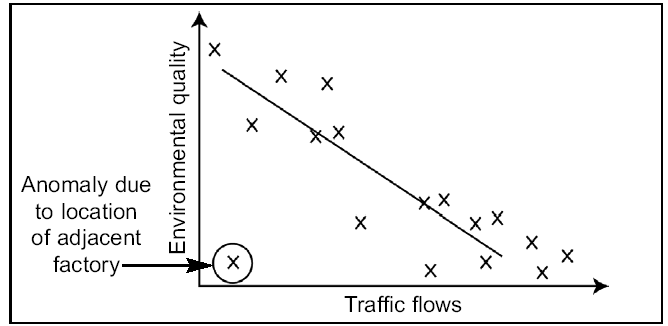 Environmental quality
Anomaly due
to location
of adjacent
factory
Traffic flows